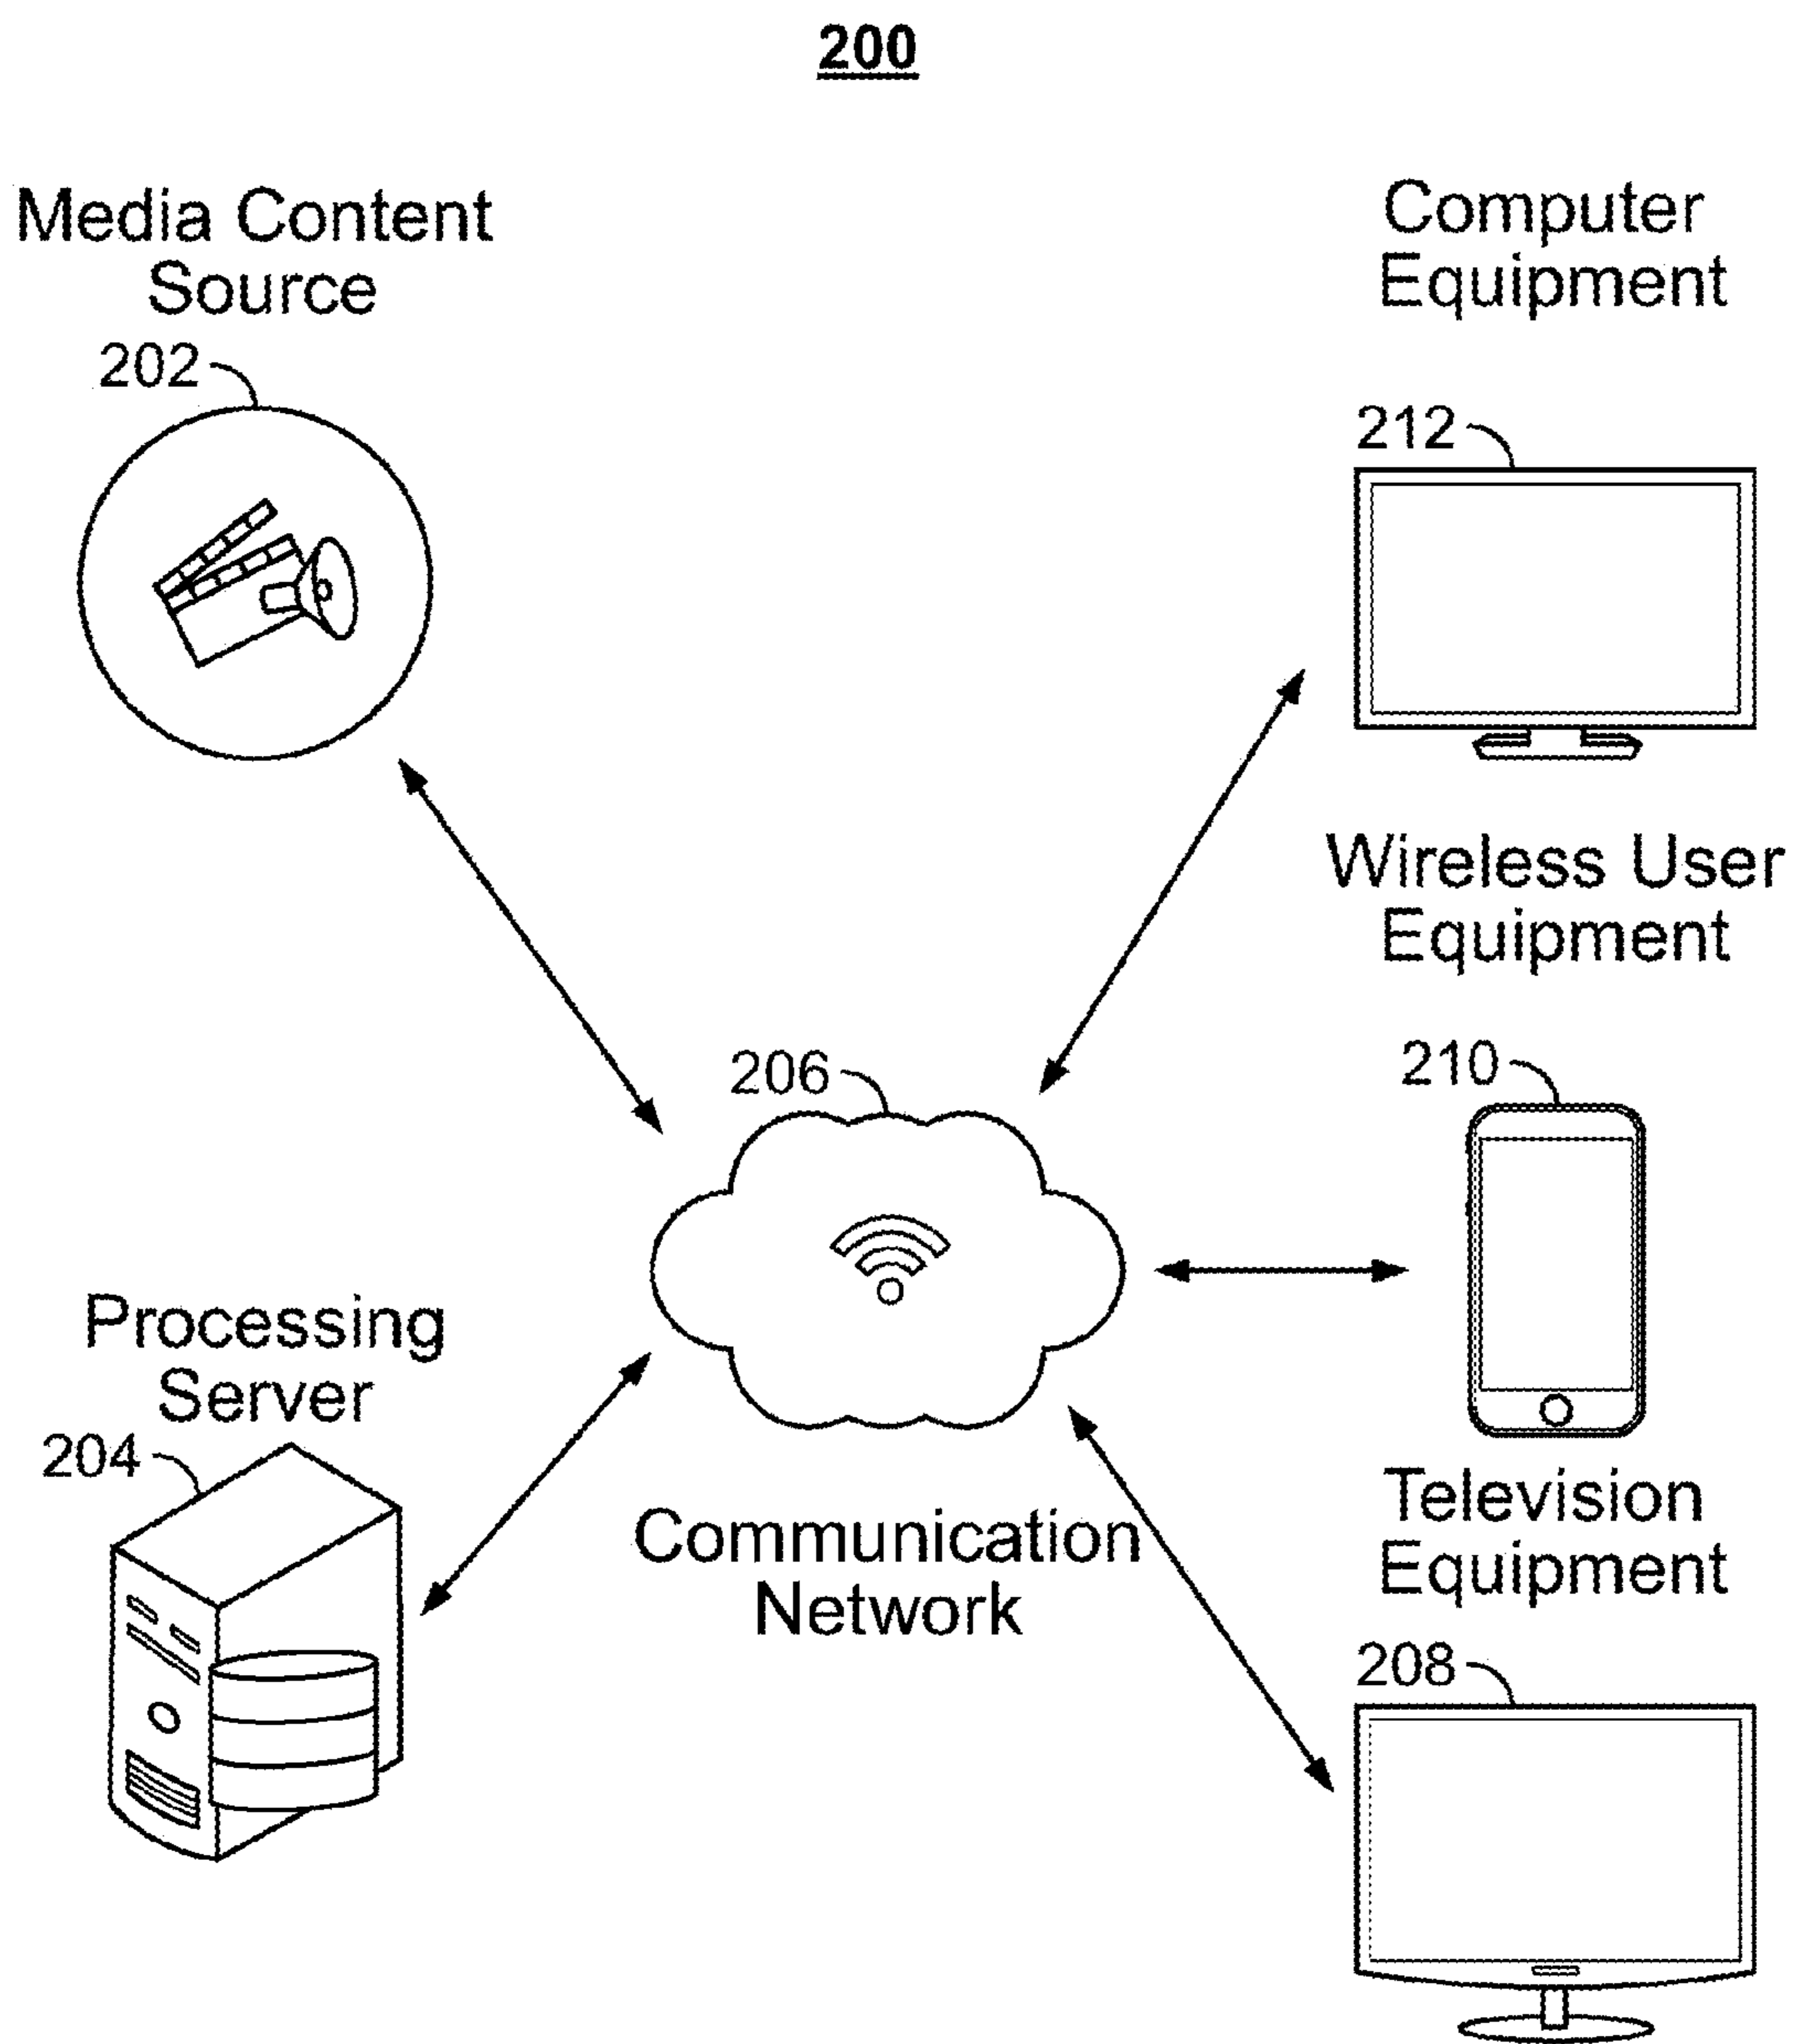 200
Media Content
Source
202
Computer
Equipment
212
Wireless User
Equipment
206
210
Processing
Server
204
Communication
Network
Television
Equipment
208